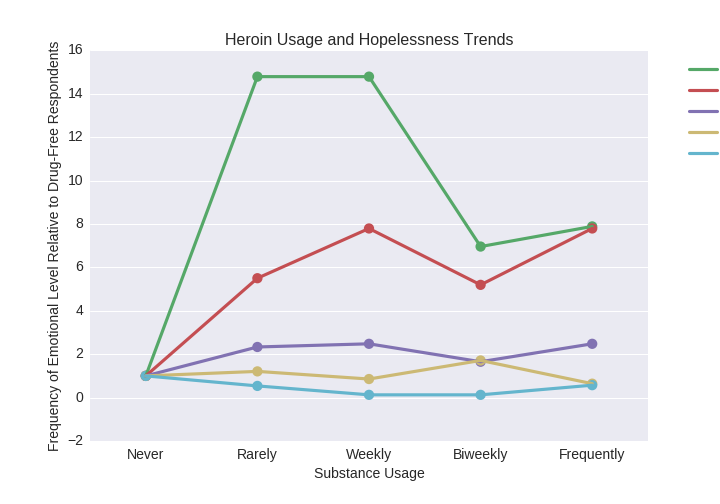 Heroin Usage and Hopelessness Trends
Frequency of Emotional Level Relative to Drug-Free Respondents
16
14
12
10
8
6
4
2
0
−2
Never Rarely Weekly Biweekly Frequently
Substance Usage